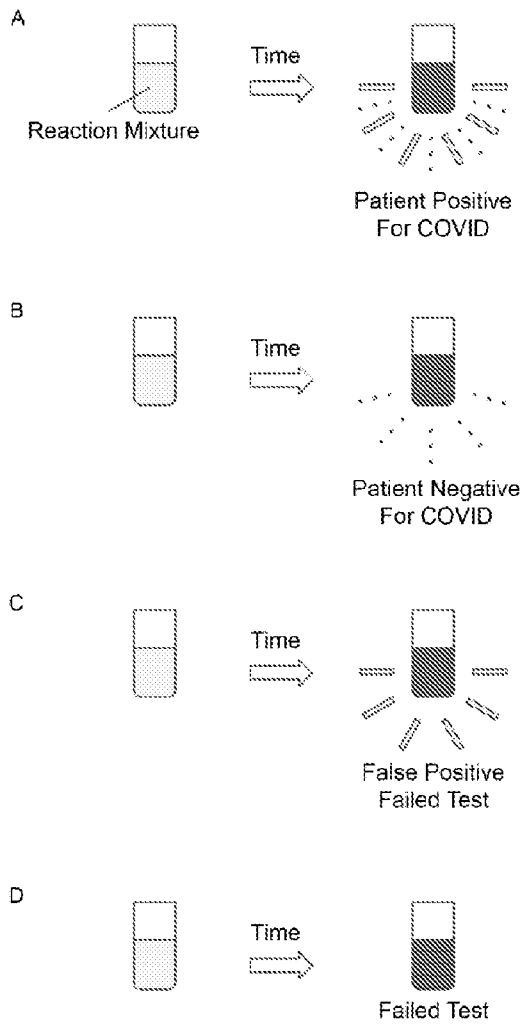 A
Time
Reaction Mixture
Patient Positive
For COVID
B
Time
Patient Negative
For COVID
C
Time
False Positive
Failed Test
D
Time
Failed Test